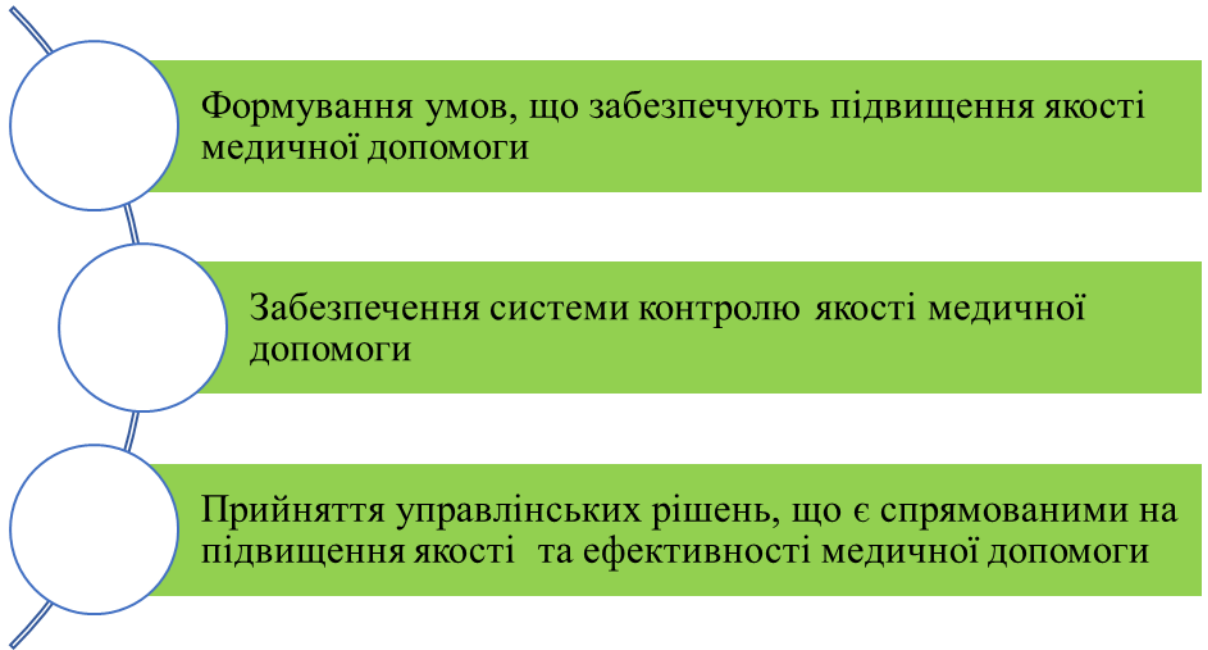 Формування умов, що забезпечують підвищення якості
медичної допомоги
Забезпечення системи контролю якості медичної
допомоги
Прийняття управлінських рішень, що є спрямованими на
підвищення якості та ефективності медичної допомоги